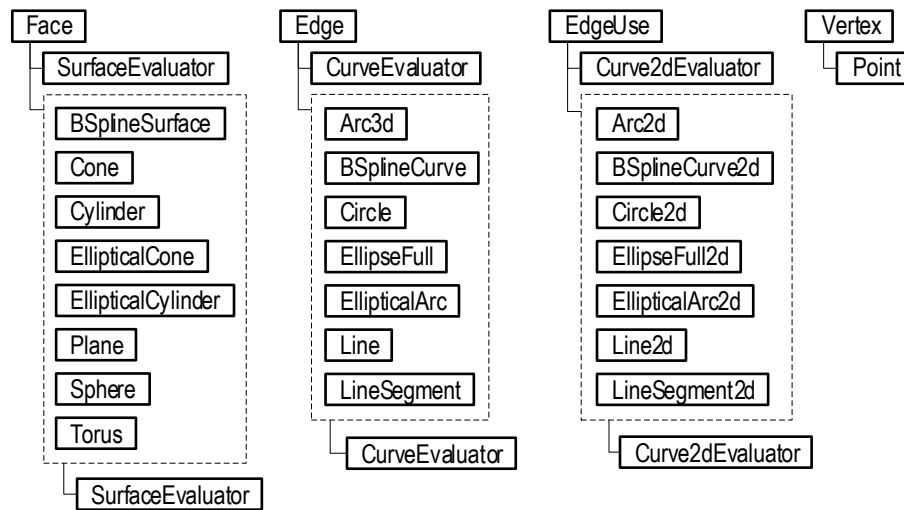 Face
SurfaceEvaluator
BSplineSurface
Cone
Cylinder
EllipticalCone
EllipticalCylinder
Plane
Sphere
Torus
SurfaceEvaluator
Edge
CurveEvaluator
Arc3d
BSplineCurve
Circle
EllipseFull
EllipticalArc
Line
LineSegment
CurveEvaluator
EdgeUse
Curve2dEvaluator
Arc2d
BSplineCurve2d
Circle2d
EllipseFull2d
EllipticalArc2d
Line2d
LineSegment2d
Curve2dEvaluator
Vertex
Point